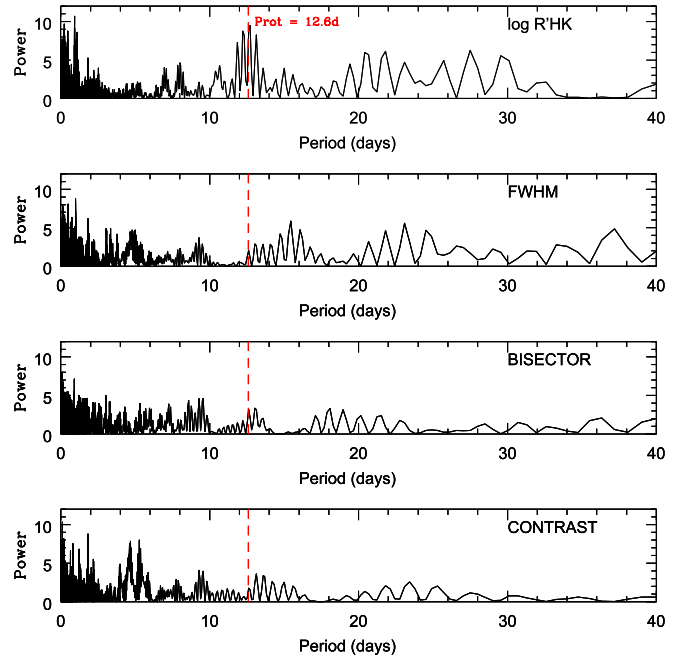 log R'HK
Prot = 12.6d
Power
10
5
0
0 10 20 30 40
Period (days)
FWHM
Power
10
5
0
0 10 20 30 40
Period (days)
BISECTOR
Power
10
5
0
0 10 20 30 40
Period (days)
CONTRAST
Power
10
5
0
0 10 20 30 40
Period (days)